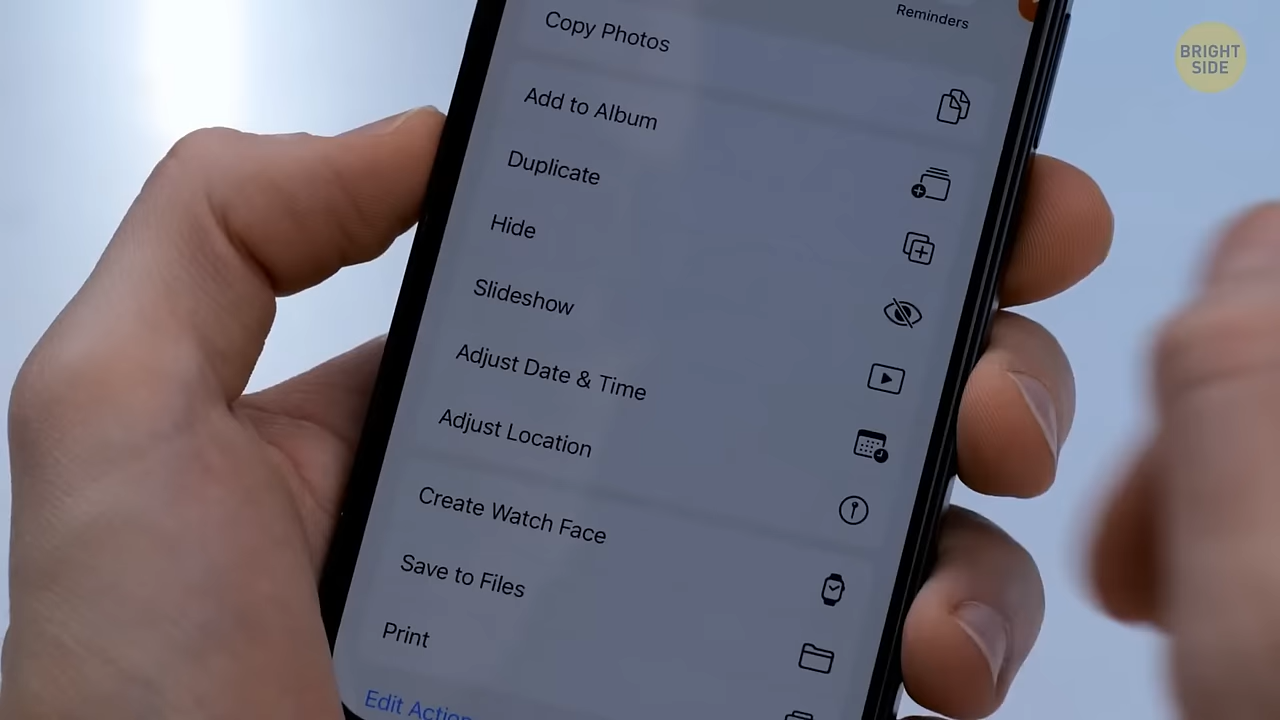 Reminders
BRIGHT
SIDE
Copy Photos
Add to Album
Duplicate
Hide
Slideshow
Adjust Date & Time
Adjust Location
Create Watch Face
Save to Files
Print
Edit